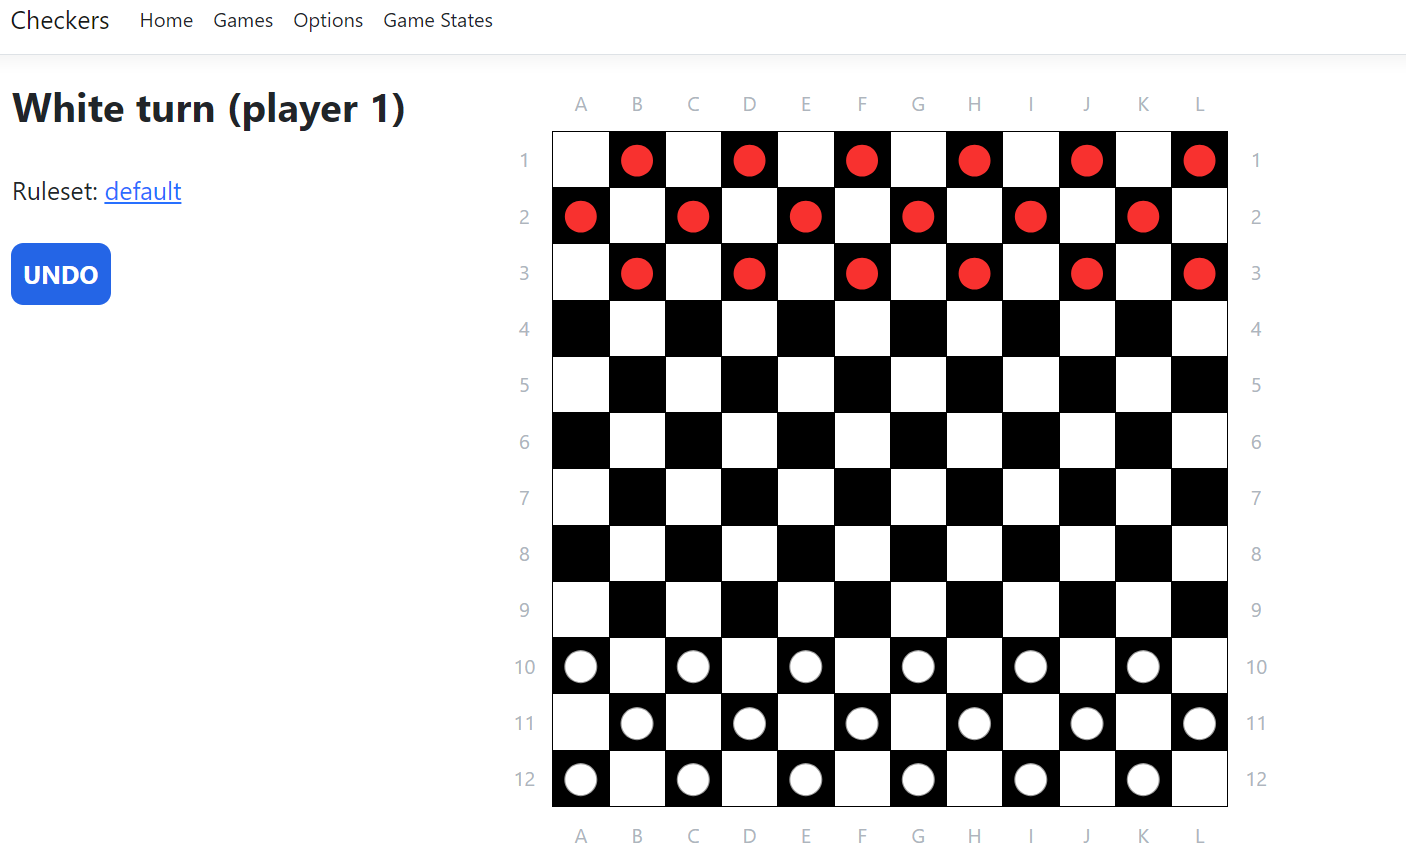 Checkers Home Games Options Game States
White turn (player 1)
Ruleset: default
UNDO
A B C D E F G H I J K L
1 1
2 2
3 3
4 4
5 5
6 6
7 7
8 8
9 9
10 10
11 11
12 12
A B C D E F G H I J K L